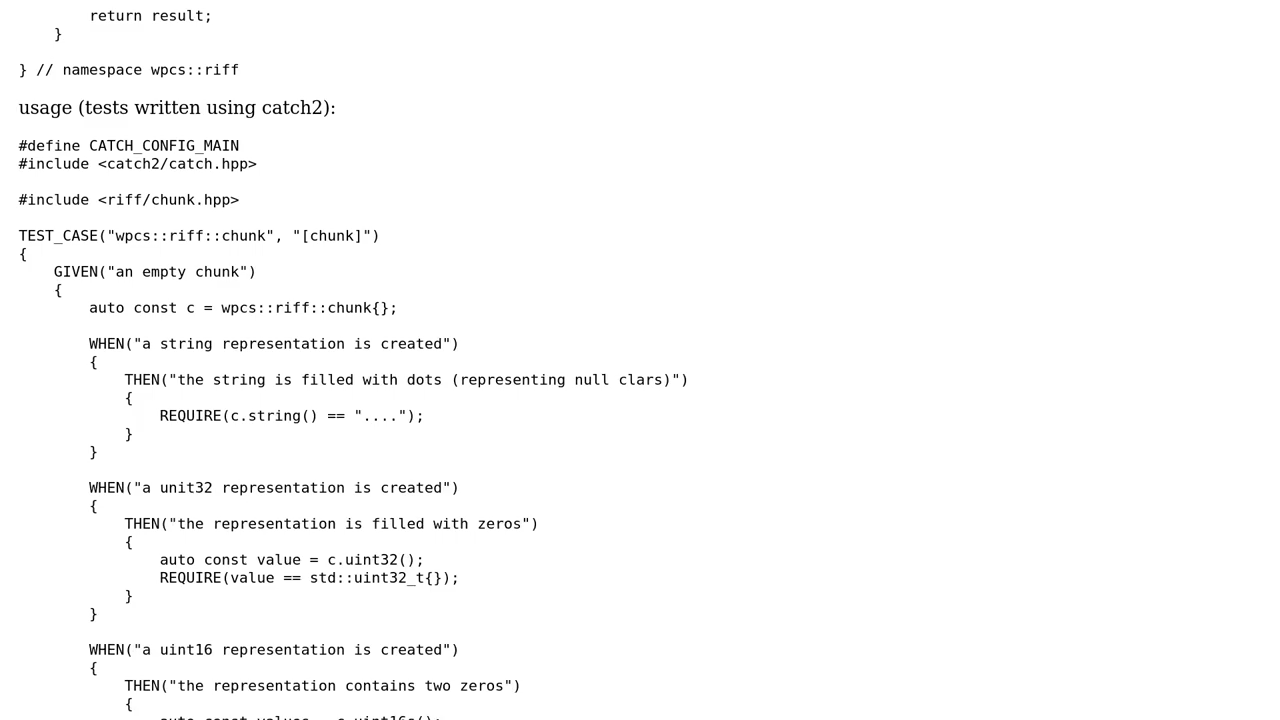 return result;
    }

} // namespace wpcs::riff
usage (tests written using catch2):
#define CATCH_CONFIG_MAIN
#include <catch2/catch.hpp>

#include <riff/chunk.hpp>

TEST_CASE("wpcs::riff::chunk", "[chunk]")
{
    GIVEN("an empty chunk")
    {
        auto const c = wpcs::riff::chunk{};

        WHEN("a string representation is created")
        {
            THEN("the string is filled with dots (representing null clars)")
            {
                REQUIRE(c.string() == "....");
            }
        }

        WHEN("a unit32 representation is created")
        {
            THEN("the representation is filled with zeros")
            {
                auto const value = c.uint32();
                REQUIRE(value == std::uint32_t{});
            }
        }

        WHEN("a uint16 representation is created")
        {
            THEN("the representation contains two zeros")
            {
                auto const values = c.uint16s();